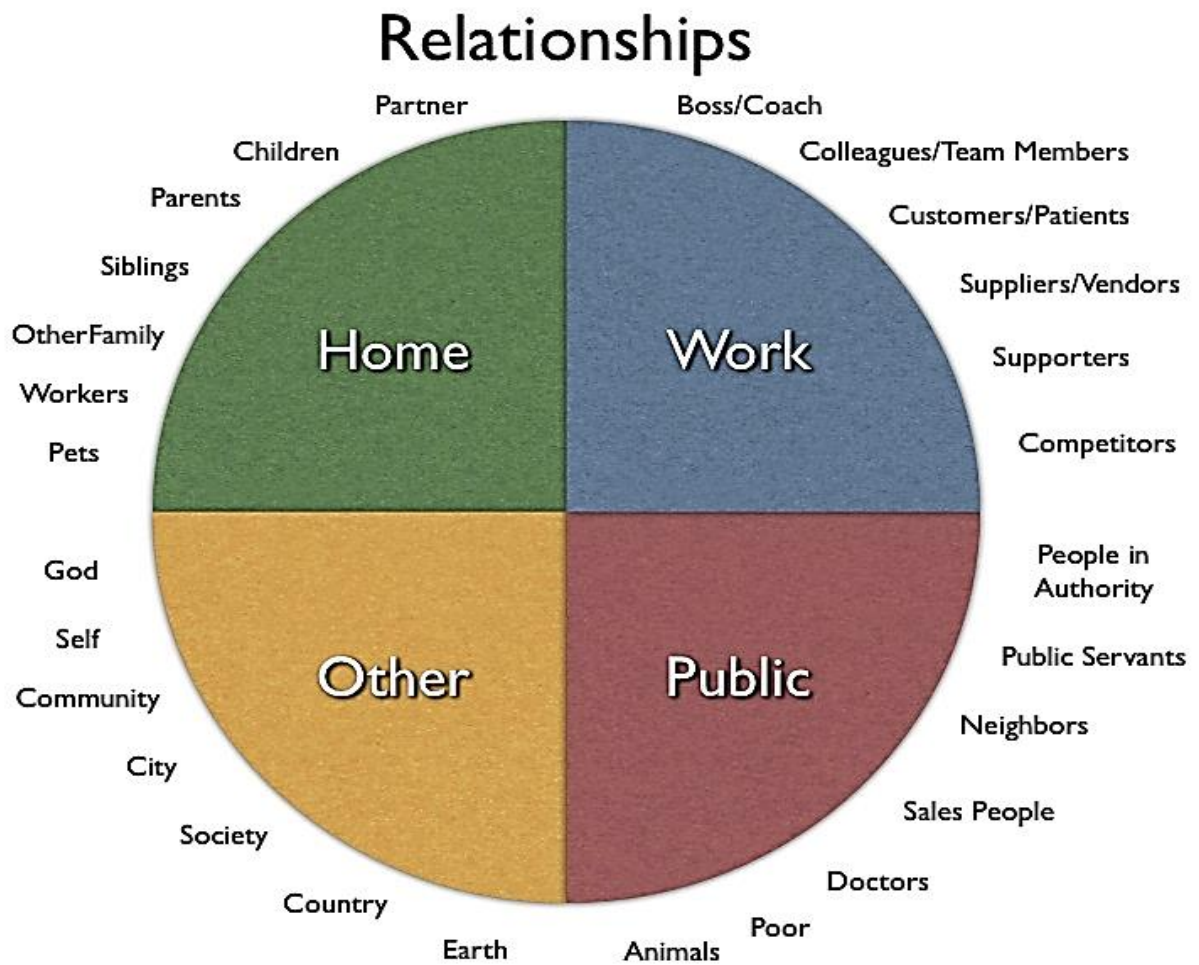 Relationships
Partner
Boss/Coach
Children
Colleagues/Team Members
Parents
Customers/Patients
Siblings
Suppliers/Vendors
OtherFamily
Home
Work
Supporters
Workers
Competitors
Pets
God
People in
Authority
Self
Public Servants
Other
Public
Community
Neighbors
City
Sales People
Society
Doctors
Country
Poor
Earth
Animals